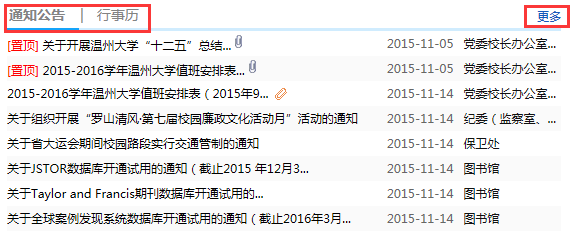 通知公告 | 行事历 更多
[置顶] 关于开展温州大学“十二五”总结... 2015-11-05 党委校长办公室...
[置顶] 2015-2016学年温州大学值班安排表... 2015-11-05 党委校长办公室...
2015-2016学年温州大学值班安排表（2015年9... 2015-11-14 党委校长办公室...
关于组织开展“罗山清风·第七届校园廉政文化活动月”活动的通知 2015-11-14 纪委（监察室、...
关于省大运会期间校园路段实行交通管制的通知 2015-11-14 保卫处
关于JSTOR数据库开通试用的通知（截止2015 年12月3... 2015-11-14 图书馆
关于Taylor and Francis期刊数据库开通试用的... 2015-11-14 图书馆
关于全球案例发现系统数据库开通试用的通知（截止2016年3月... 2015-11-14 图书馆